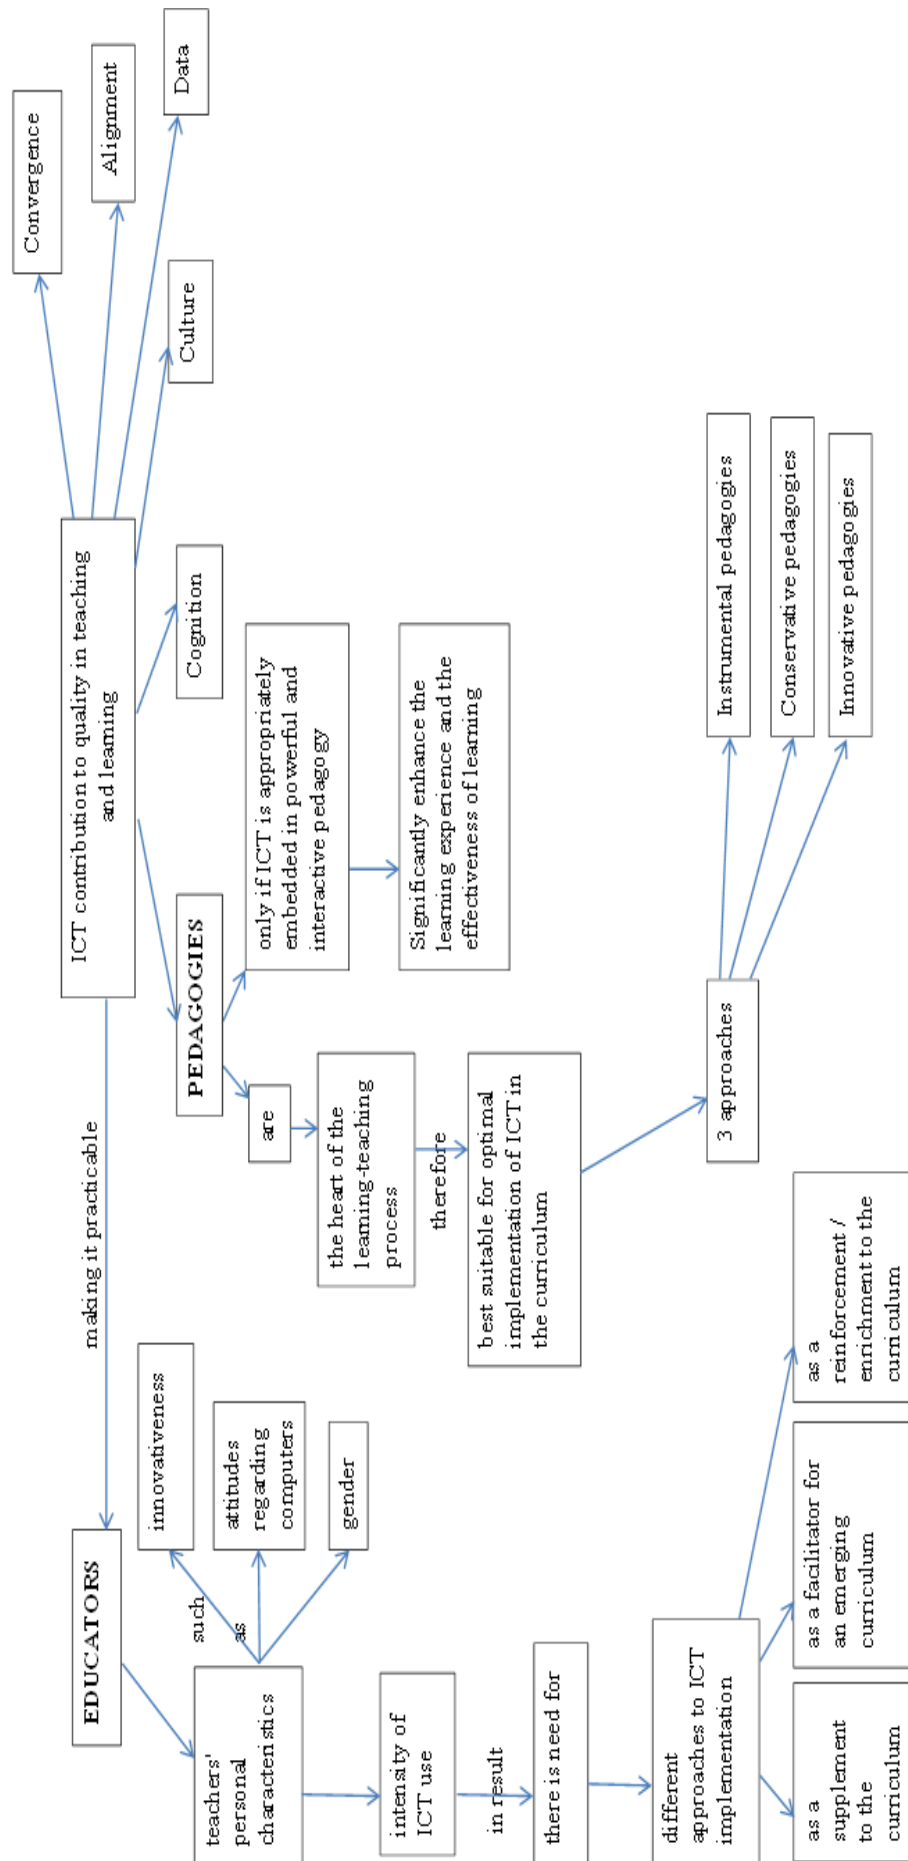 ICT contribution to quality in teaching
and learning
making it practicable
EDUCATORS
PEDAGOGIES
Cognition
Culture
Data
Alignment
Convergence
teachers'
personal
characteristics
such
as
innovativeness
attitudes
regarding
computers
gender
intensity of
ICT use
in result
there is need for
different
approaches to ICT
implementation
as a
supplement
to the
curriculum
as a facilitator for
an emerging
curriculum
as a
reinforcement /
enrichment to the
curriculum
are
the heart of the
learning-teaching
process
therefore
best suitable for optimal
implementation of ICT in
the curriculum
only if ICT is appropriately
embedded in powerful and
interactive pedagogy
Significantly enhance the
learning experience and the
effectiveness of learning
3 approaches
Instrumental pedagogies
Conservative pedagogies
Innovative pedagogies